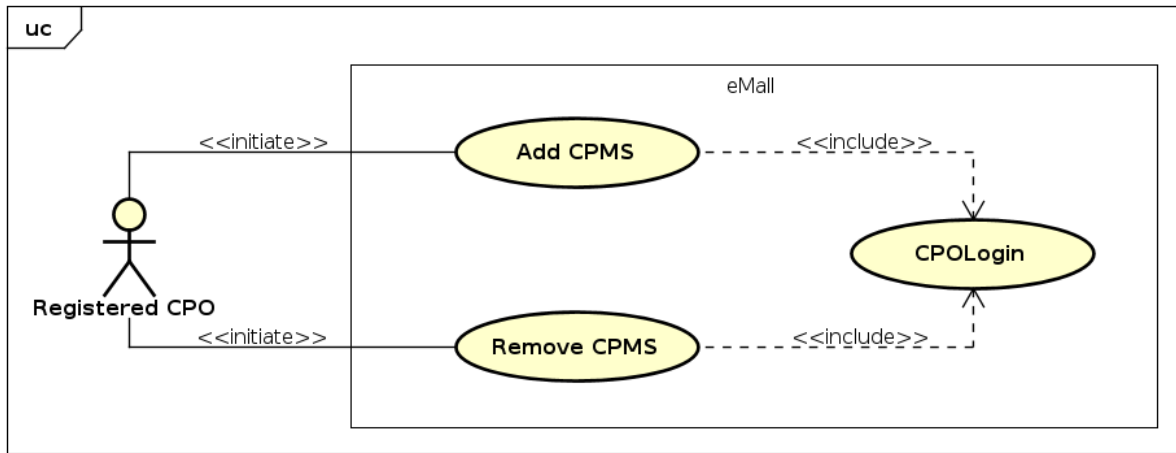 uc
eMall
<<initiate>>
Add CPMS
<<include>>
CPOLogin
Registered CPO
<<initiate>>
Remove CPMS
<<include>>